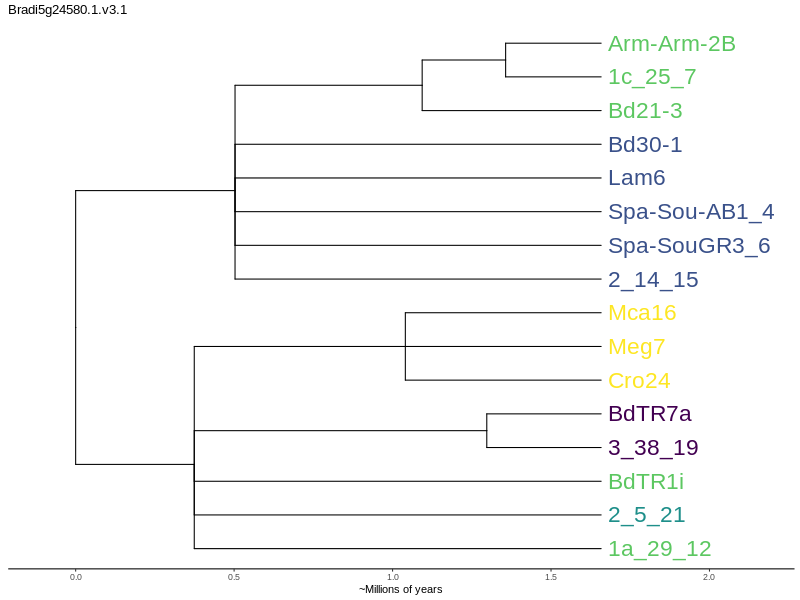 Bradi5g24580.1.v3.1
Arm-Arm-2B
1c_25_7
Bd21-3
Bd30-1
Lam6
Spa-Sou-AB1_4
Spa-SouGR3_6
2_14_15
Mca16
Meg7
Cro24
BdTR7a
3_38_19
BdTR1i
2_5_21
1a_29_12
0.0 0.5 1.0 1.5 2.0
~Millions of years